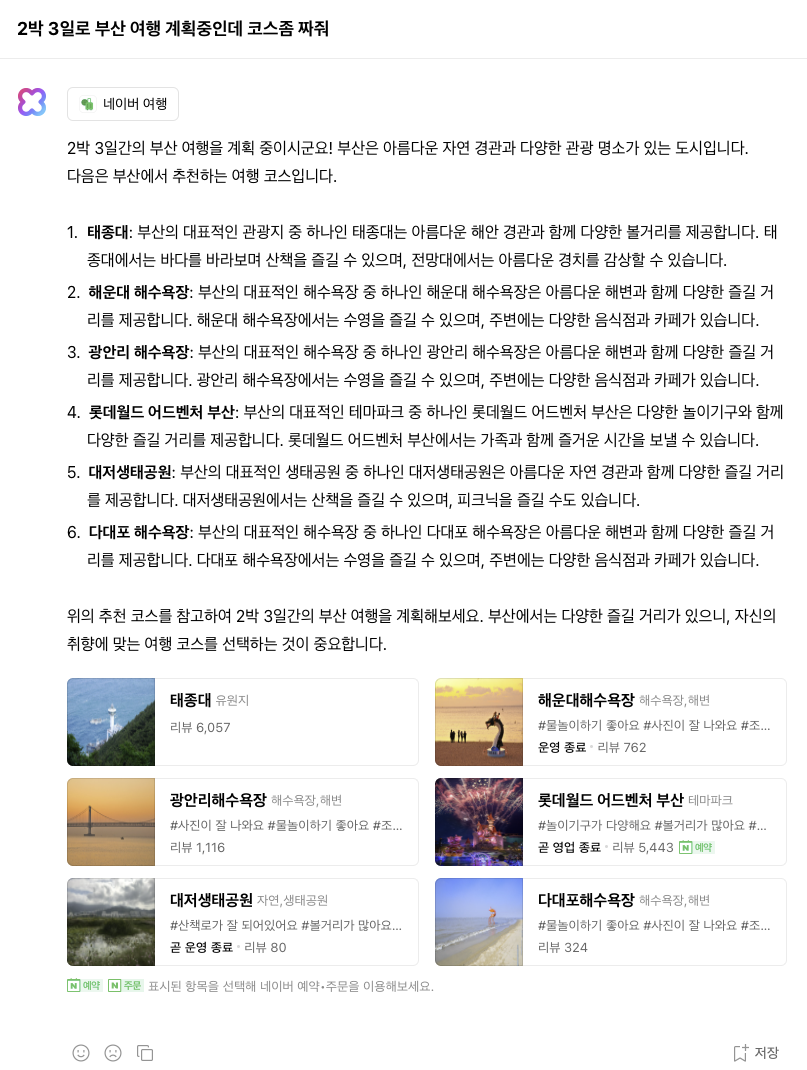 2박 3일로 부산 여행 계획중인데 코스좀 짜줘
네이버 여행
2박 3일간의 부산 여행을 계획 중이시군요! 부산은 아름다운 자연 경관과 다양한 관광 명소가 있는 도시입니다.
다음은 부산에서 추천하는 여행 코스입니다.
1. 태종대: 부산의 대표적인 관광지 중 하나인 태종대는 아름다운 해안 경관과 함께 다양한 볼거리를 제공합니다. 태
종대에서는 바다를 바라보며 산책을 즐길 수 있으며, 전망대에서는 아름다운 경치를 감상할 수 있습니다.
2. 해운대 해수욕장: 부산의 대표적인 해수욕장 중 하나인 해운대 해수욕장은 아름다운 해변과 함께 다양한 즐길 거
리를 제공합니다. 해운대 해수욕장에서는 수영을 즐길 수 있으며, 주변에는 다양한 음식점과 카페가 있습니다.
3. 광안리 해수욕장: 부산의 대표적인 해수욕장 중 하나인 광안리 해수욕장은 아름다운 해변과 함께 다양한 즐길 거
리를 제공합니다. 광안리 해수욕장에서는 수영을 즐길 수 있으며, 주변에는 다양한 음식점과 카페가 있습니다.
4. 롯데월드 어드벤처 부산: 부산의 대표적인 테마파크 중 하나인 롯데월드 어드벤처 부산은 다양한 놀이기구와 함께
다양한 즐길 거리를 제공합니다. 롯데월드 어드벤처 부산에서는 가족과 함께 즐거운 시간을 보낼 수 있습니다.
5. 대저생태공원: 부산의 대표적인 생태공원 중 하나인 대저생태공원은 아름다운 자연 경관과 함께 다양한 즐길 거리
를 제공합니다. 대저생태공원에서는 산책을 즐길 수 있으며, 피크닉을 즐길 수도 있습니다.
6. 다대포 해수욕장: 부산의 대표적인 해수욕장 중 하나인 다대포 해수욕장은 아름다운 해변과 함께 다양한 즐길 거
리를 제공합니다. 다대포 해수욕장에서는 수영을 즐길 수 있으며, 주변에는 다양한 음식점과 카페가 있습니다.
위의 추천 코스를 참고하여 2박 3일간의 부산 여행을 계획해보세요. 부산에서는 다양한 즐길 거리가 있으니, 자신의
취향에 맞는 여행 코스를 선택하는 것이 중요합니다.
태종대 유원지
리뷰 6,057
해운대해수욕장 해수욕장,해변
#물놀이하기 좋아요 #사진이 잘 나와요 #조...
운영 종료 · 리뷰 762
광안리해수욕장 해수욕장,해변
#사진이 잘 나와요 #물놀이하기 좋아요 #조...
리뷰 1,116
롯데월드 어드벤처 부산 테마파크
#놀이기구가 다양해요 #볼거리가 많아요 #...
곧 영업 종료 · 리뷰 5,443 N 예약
대저생태공원 자연,생태공원
#산책로가 잘 되어있어요 #볼거리가 많아요...
곧 운영 종료 · 리뷰 80
다대포해수욕장 해수욕장,해변
#물놀이하기 좋아요 #사진이 잘 나와요 #조...
리뷰 324
N 예약 N 주문 표시된 항목을 선택해 네이버 예약·주문을 이용해보세요.
저장